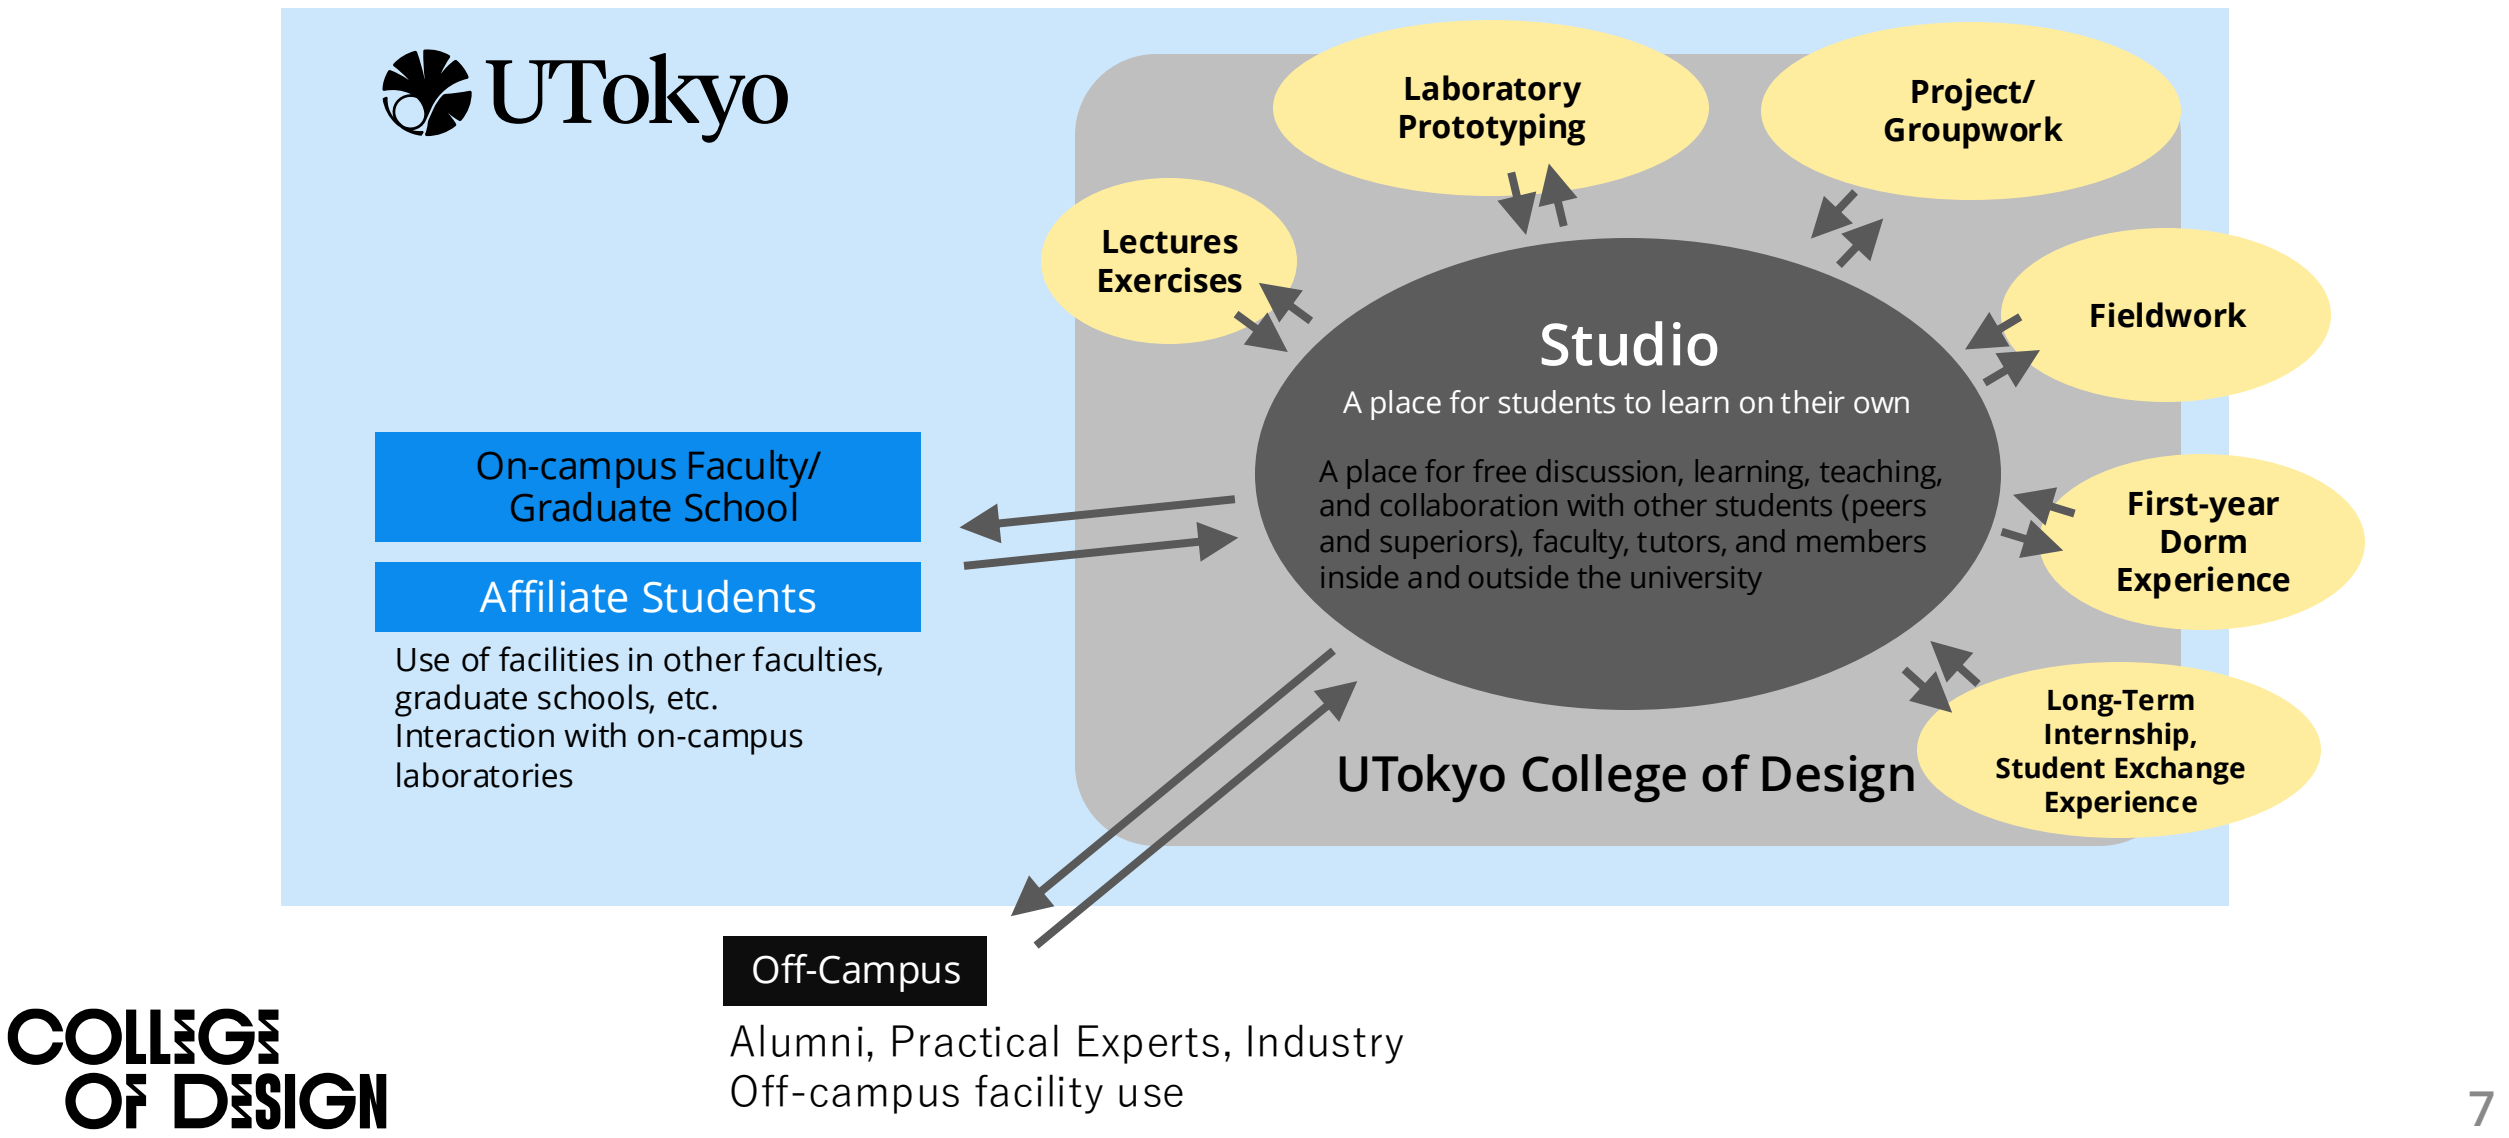 UTokyo
Laboratory
Prototyping
Project/
Groupwork
Lectures
Exercises
Fieldwork
Studio
A place for students to learn on their own
A place for free discussion, learning, teaching,
and collaboration with other students (peers
and superiors), faculty, tutors, and members
inside and outside the university
On-campus Faculty/
Graduate School
Affiliate Students
Use of facilities in other faculties,
graduate schools, etc.
Interaction with on-campus
laboratories
First-year
Dorm
Experience
Long-Term
Internship,
Student Exchange
Experience
UTokyo College of Design
Off-Campus
Alumni, Practical Experts, Industry
Off-campus facility use
COLLEGE
OF DESIGN
7